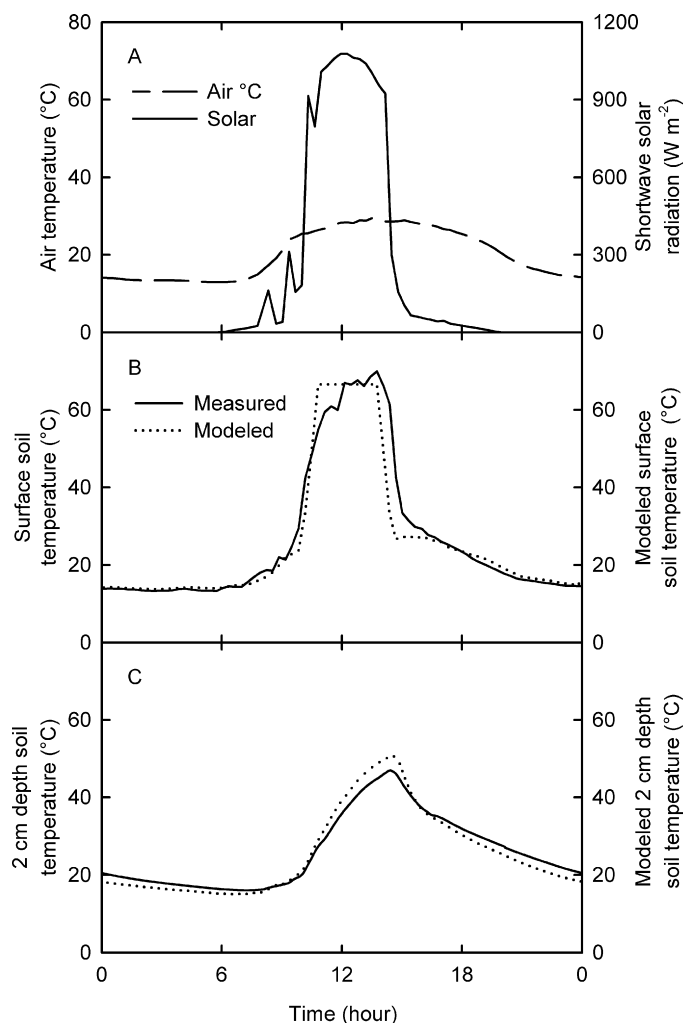 80
60
40
20
0
Air temperature (°C)
A
Air °C
Solar
1200
900
600
300
0
Shortwave solar
radiation (W m-2)
60
40
20
0
Surface soil
temperature (°C)
B
Measured
Modeled
60
40
20
0
Modeled surface
soil temperature (°C)
60
40
20
0
2 cm depth soil
temperature (°C)
C
60
40
20
0
Modeled 2 cm depth
soil temperature (°C)
0 6 12 18 0
Time (hour)